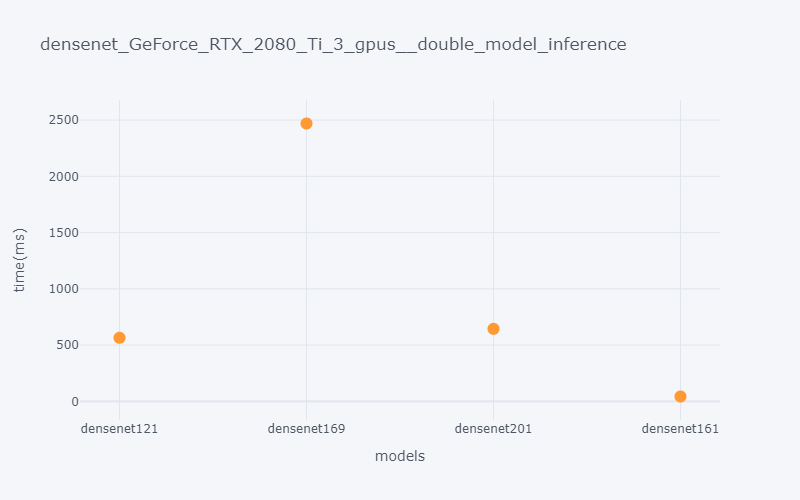 densenet_GeForce_RTX_2080_Ti_3_gpus__double_model_inference
2500
2000
1500
1000
500
0
time(ms)
densenet121 densenet169 densenet201 densenet161
models